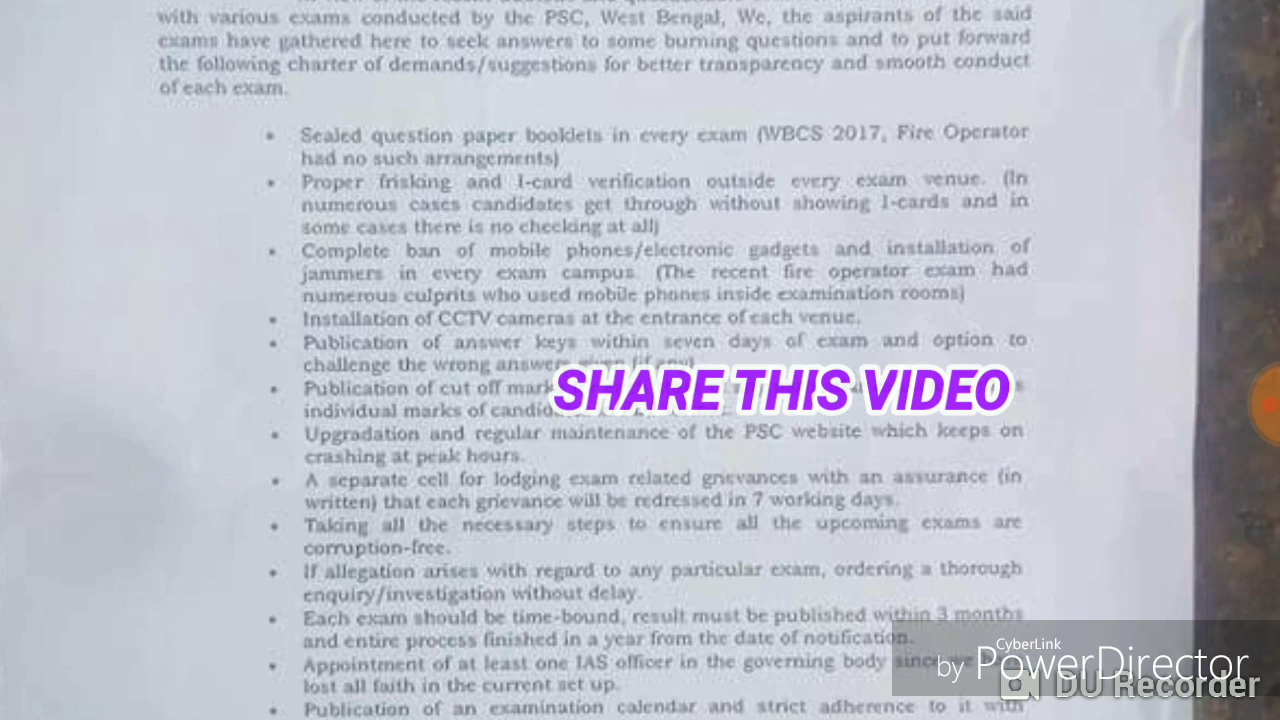 with various exams conducted by the PSC, West Bengal, We, the aspirants of the said
exams have gathered here to seek answers to some burning questions and to put forward
the following charter of demands/suggestions for better transparency and smooth conduct
of each exam.
• Sealed question paper booklets in every exam (WBCS 2017, Fire Operator
had no such arrangements)
• Proper frisking and I-card verification outside every exam venue. (In
numerous cases candidates get through without showing I-cards and in
some cases there is no checking at all)
• Complete ban of mobile phones/electronic gadgets and installation of
jammers in every exam campus. (The recent fire operator exam had
numerous culprits who used mobile phones inside examination rooms)
• Installation of CCTV cameras at the entrance of each venue.
• Publication of answer keys within seven days of exam and option to
challenge the wrong answers given (if any)
• Publication of cut off
individual marks of
SHARE THIS VIDEO
• Upgradation and regular maintenance of the PSC website which keeps on
crashing at peak hours.
• A separate cell for lodging exam related grievances with an assurance (in
written) that each grievance will be redressed in 7 working days.
• Taking all the necessary steps to ensure all the upcoming exams are
corruption-free.
• If allegation arises with regard to any particular exam, ordering a thorough
enquiry/investigation without delay.
• Each exam should be time-bound, result must be published within 3 months
and entire process finished in a year from the date of notification.
• Appointment of at least one IAS officer in the governing body since
lost all faith in the current set up.
• Publication of an examination calendar and strict adherence to it with
CyberLink
by PowerDirector
DU Recorder